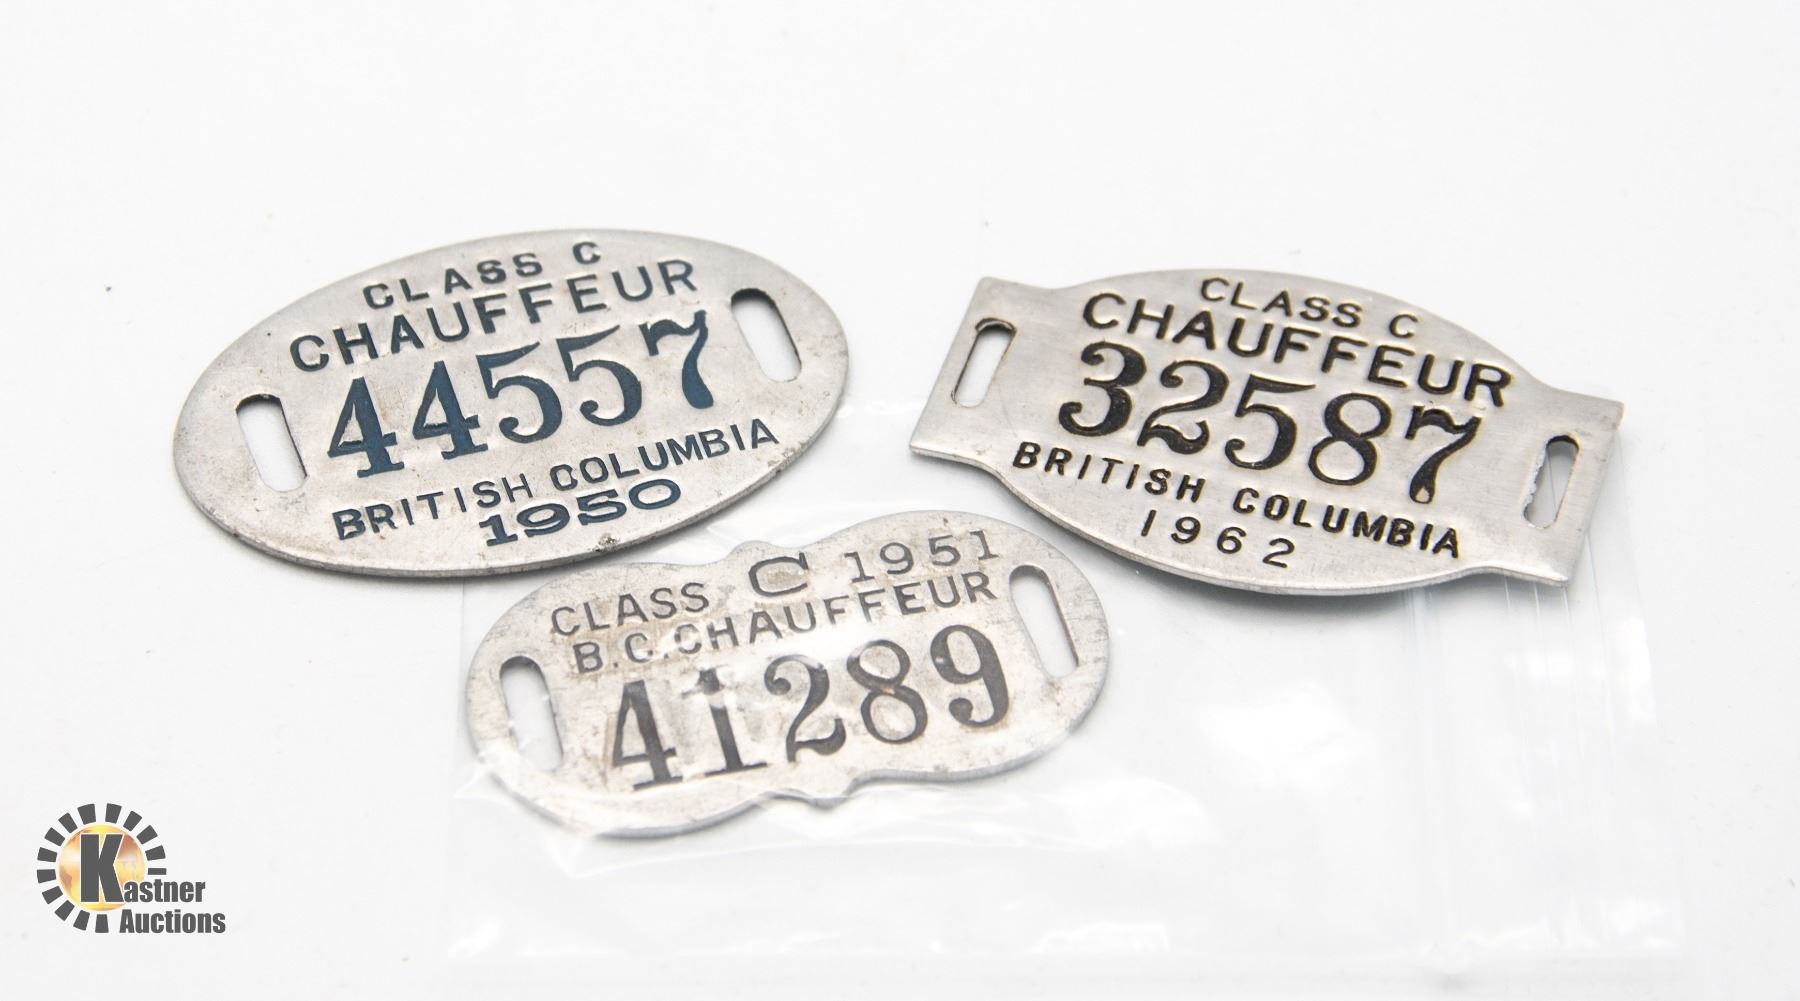 CLASS C
CHAUFFEUR
44557
BRITISH COLUMBIA
1950
CLASS C
CHAUFFEUR
32587
BRITISH COLUMBIA
1962
CLASS C 1951
B.C. CHAUFFEUR
41289
Kastner
Auctions